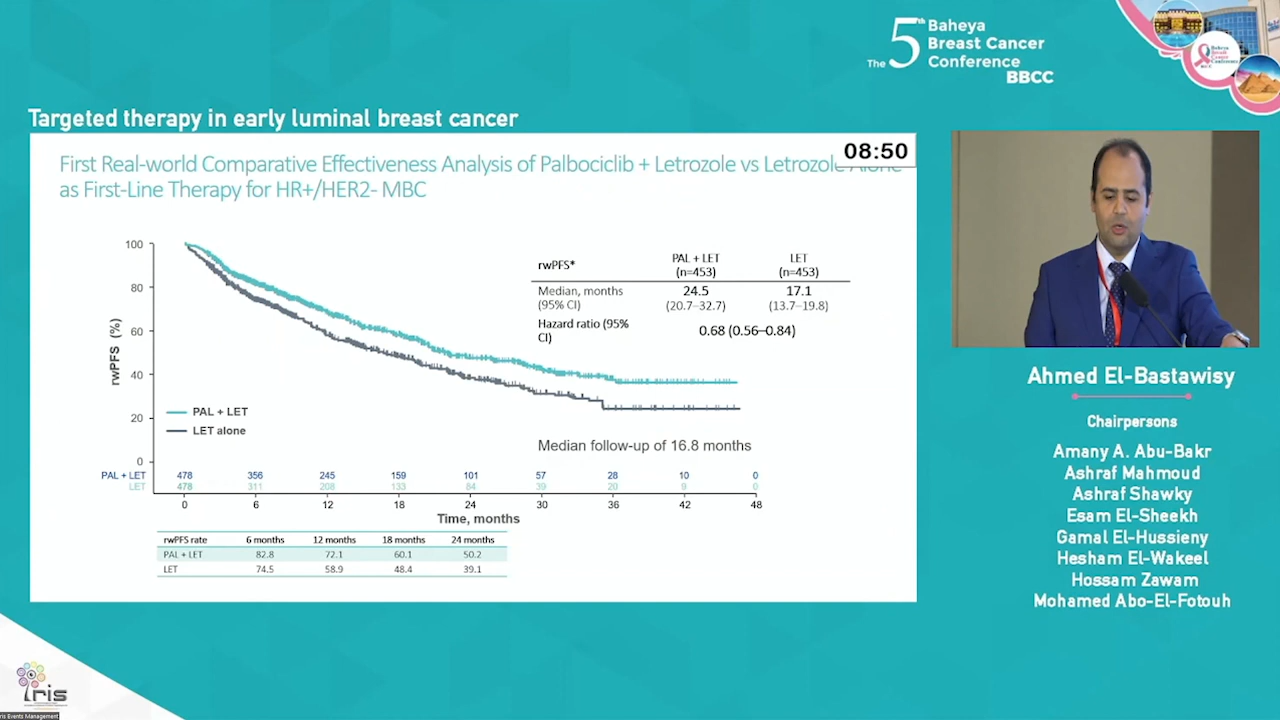 The 5th Baheya
Breast Cancer
Conference
BBCC
Targeted therapy in early luminal breast cancer
08:50
First Real-world Comparative Effectiveness Analysis of Palbociclib + Letrozole vs Letrozole Alone
as First-Line Therapy for HR+/HER2- MBC
rwPFS (%)
100
80
60
40
20
0
PAL + LET
LET alone
rwPFS* PAL + LET (n=453) LET (n=453)
Median, months (95% CI) 24.5 (20.7–32.7) 17.1 (13.7–19.8)
Hazard ratio (95% CI) 0.68 (0.56–0.84)
Median follow-up of 16.8 months
PAL + LET 478 356 245 159 101 57 28 10 0
LET 478 311 208 133 84 39 20 9 0
0 6 12 18 24 30 36 42 48
Time, months
rwPFS rate 6 months 12 months 18 months 24 months
PAL + LET 82.8 72.1 60.1 50.2
LET 74.5 58.9 48.4 39.1
Ahmed El-Bastawisy
Chairpersons
Amany A. Abu-Bakr
Ashraf Mahmoud
Ashraf Shawky
Esam El-Sheekh
Gamal El-Hussieny
Hesham El-Wakeel
Hossam Zawam
Mohamed Abo-El-Fotouh
Iris
Iris Events Management